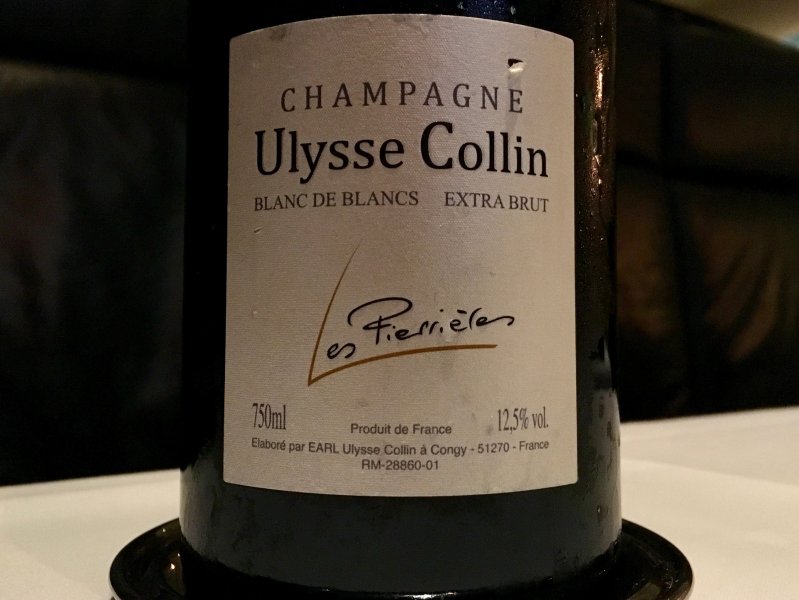 CHAMPAGNE
Ulysse Collin
BLANC DE BLANCS EXTRA BRUT
Les Pierrières
750ml Produit de France 12,5% vol.
Elaboré par EARL Ulysse Collin à Congy - 51270 - France
RM-28860-01